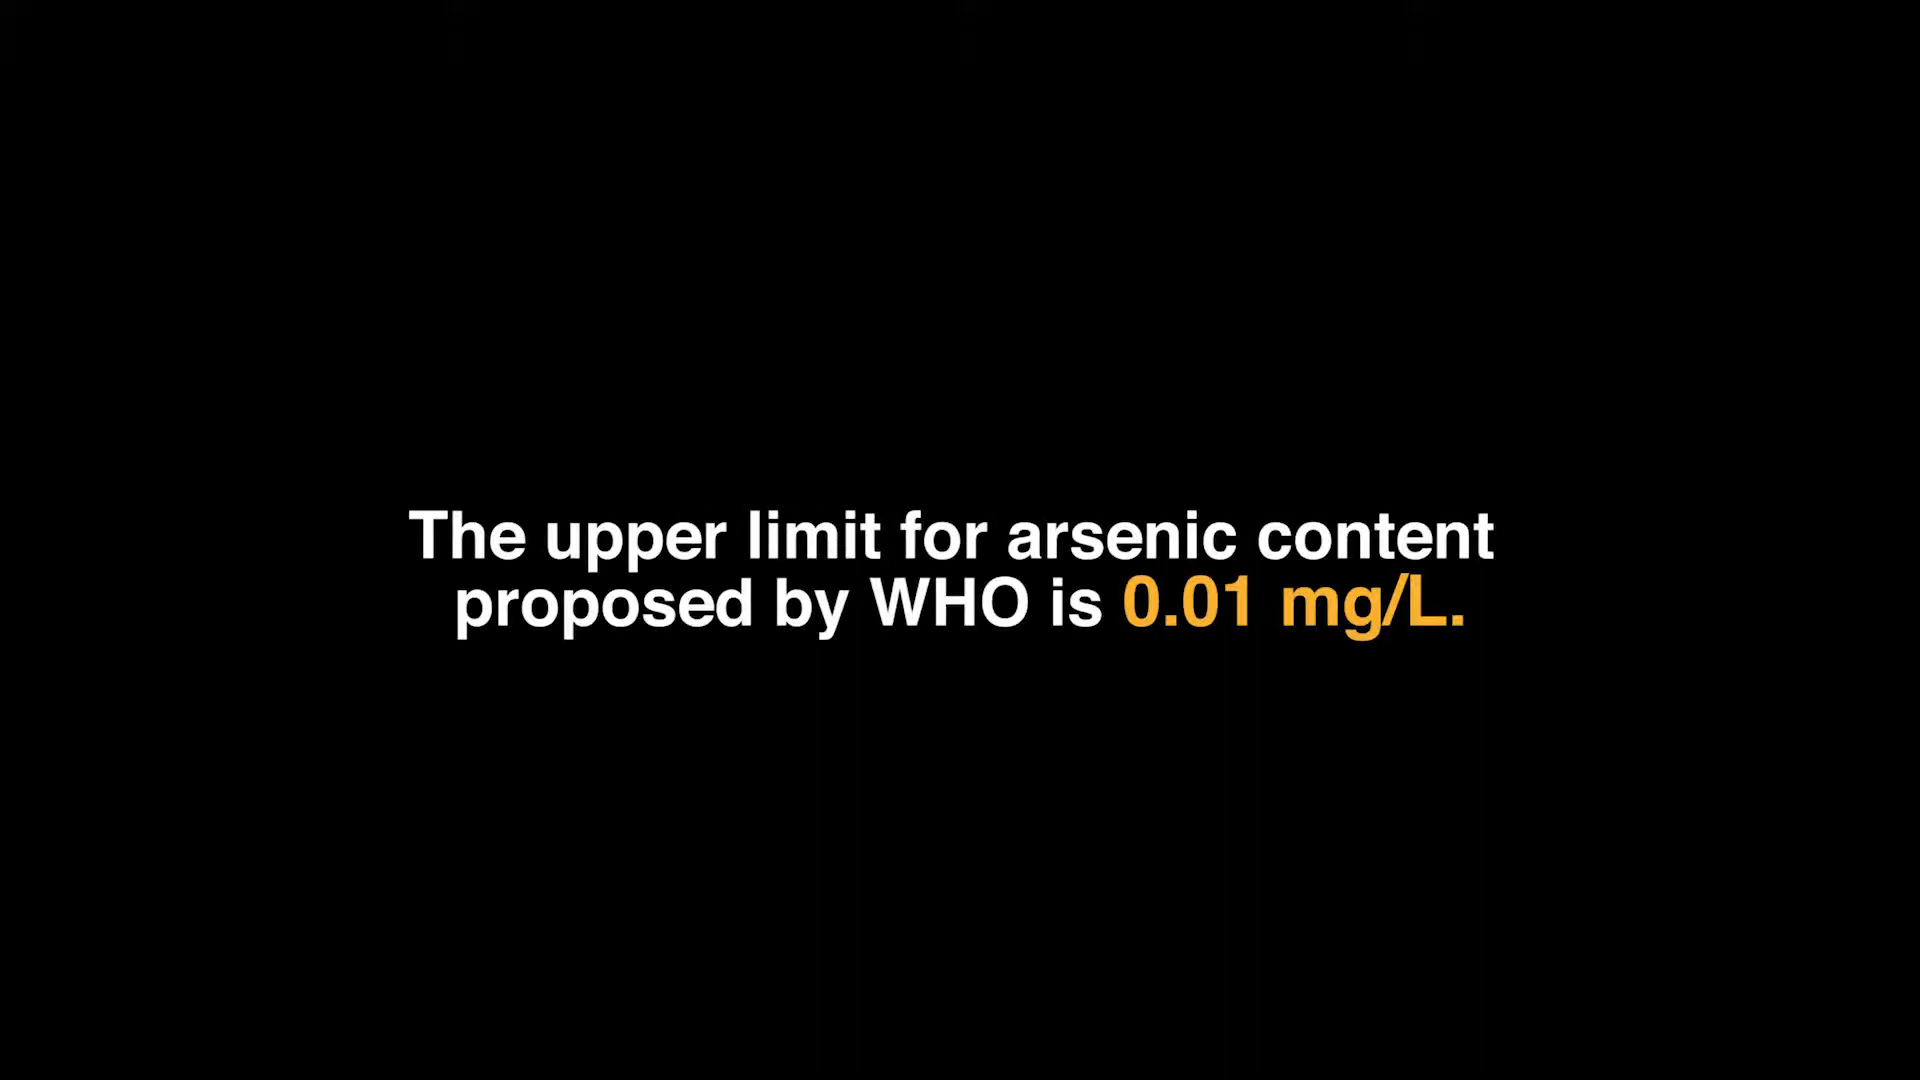 The upper limit for arsenic content
proposed by WHO is 0.01 mg/L.